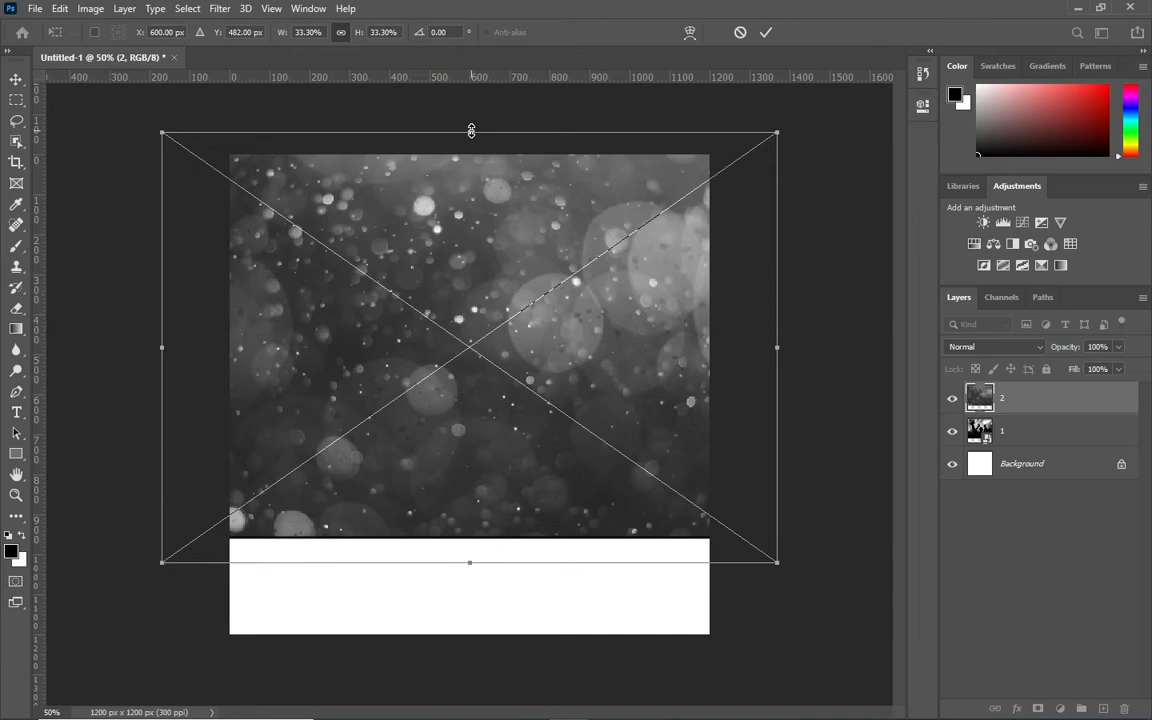 Ps File Edit Image Layer Type Select Filter 3D View Window Help
X: 600.00 px Y: 482.00 px W: 33.30% H: 33.30% 0.00 ° Anti-alias
Untitled-1 @ 50% (2, RGB/8) * ×
400 300 200 100 0 100 200 300 400 500 600 700 800 900 1000 1100 1200 1300 1400 1500 1600
Color Swatches Gradients Patterns
Libraries Adjustments
Add an adjustment
Layers Channels Paths
Kind
Normal Opacity: 100%
Lock: Fill: 100%
2
1
Background
fx
50% 1200 px x 1200 px (300 ppi)